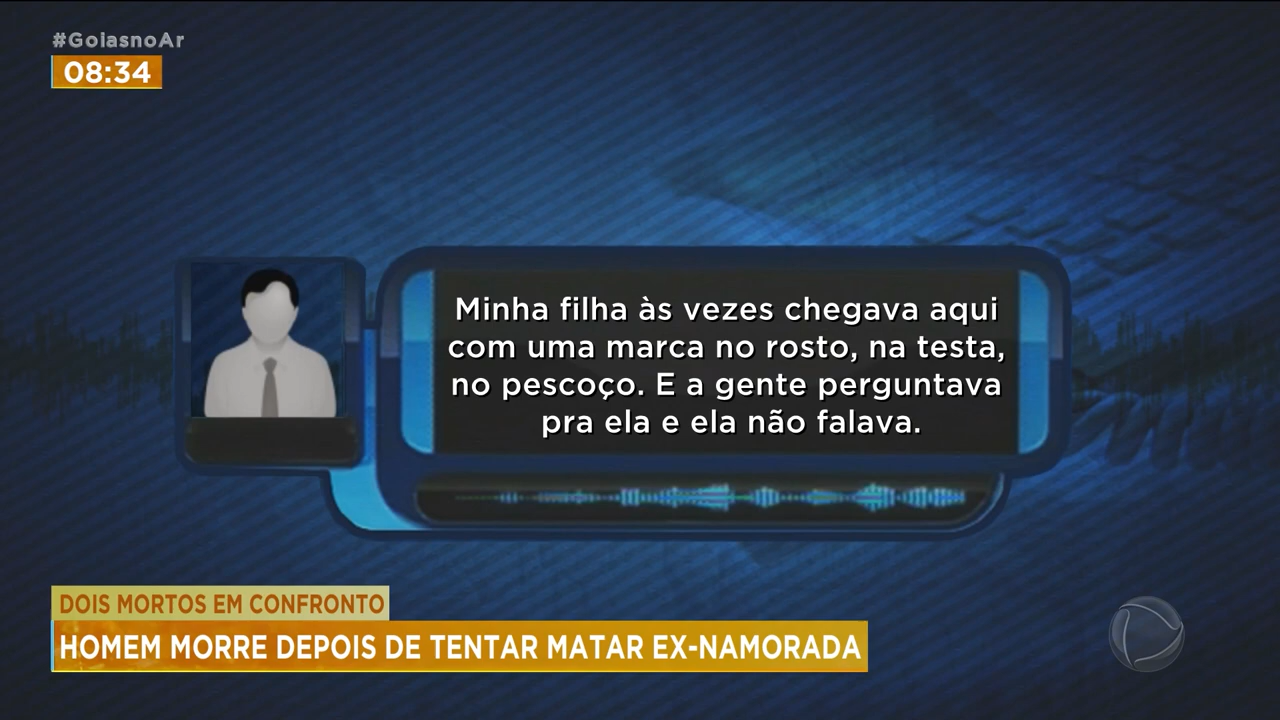 #GoiasnoAr
08:34
Minha filha às vezes chegava aqui
com uma marca no rosto, na testa,
no pescoço. E a gente perguntava
pra ela e ela não falava.
DOIS MORTOS EM CONFRONTO
HOMEM MORRE DEPOIS DE TENTAR MATAR EX-NAMORADA